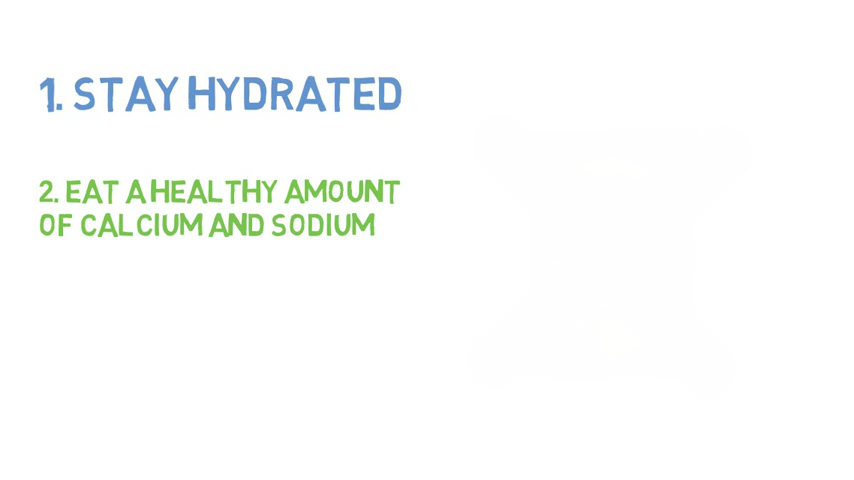 1. STAY HYDRATED
2. EAT A HEALTHY AMOUNT
OF CALCIUM AND SODIUM